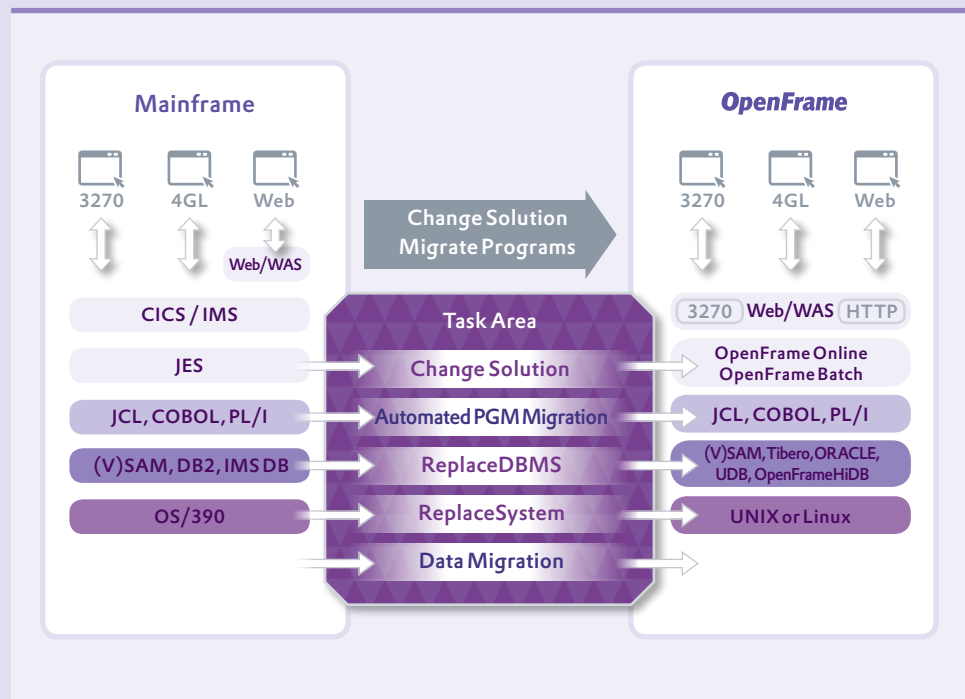 Mainframe
3270
4GL
Web
Web/WAS
CICS / IMS
JES
JCL, COBOL, PL/I
(V)SAM, DB2, IMS DB
OS/390
Change Solution
Migrate Programs
Task Area
Change Solution
Automated PGM Migration
ReplaceDBMS
ReplaceSystem
Data Migration
OpenFrame
3270
4GL
Web
3270 Web/WAS HTTP
OpenFrame Online
OpenFrame Batch
JCL, COBOL, PL/I
(V)SAM, Tibero, ORACLE,
UDB, OpenFrameHiDB
UNIX or Linux